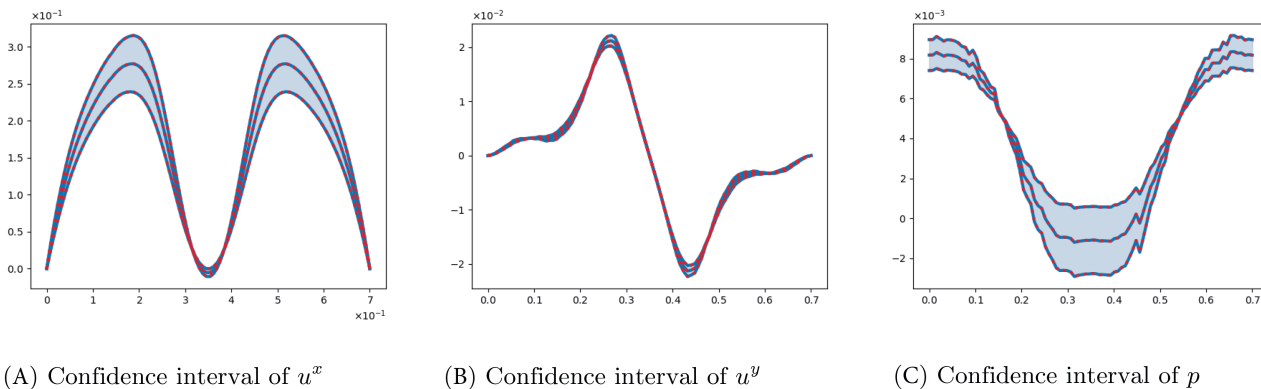 ×10⁻¹ ×10⁻² ×10⁻³
3.0
2.5
2.0
1.5
1.0
0.5
0.0
0 1 2 3 4 5 6 7
×10⁻¹
2
1
0
−1
−2
0.0 0.1 0.2 0.3 0.4 0.5 0.6 0.7
8
6
4
2
0
−2
0.0 0.1 0.2 0.3 0.4 0.5 0.6 0.7
(A) Confidence interval of uˣ
(B) Confidence interval of uʸ
(C) Confidence interval of p